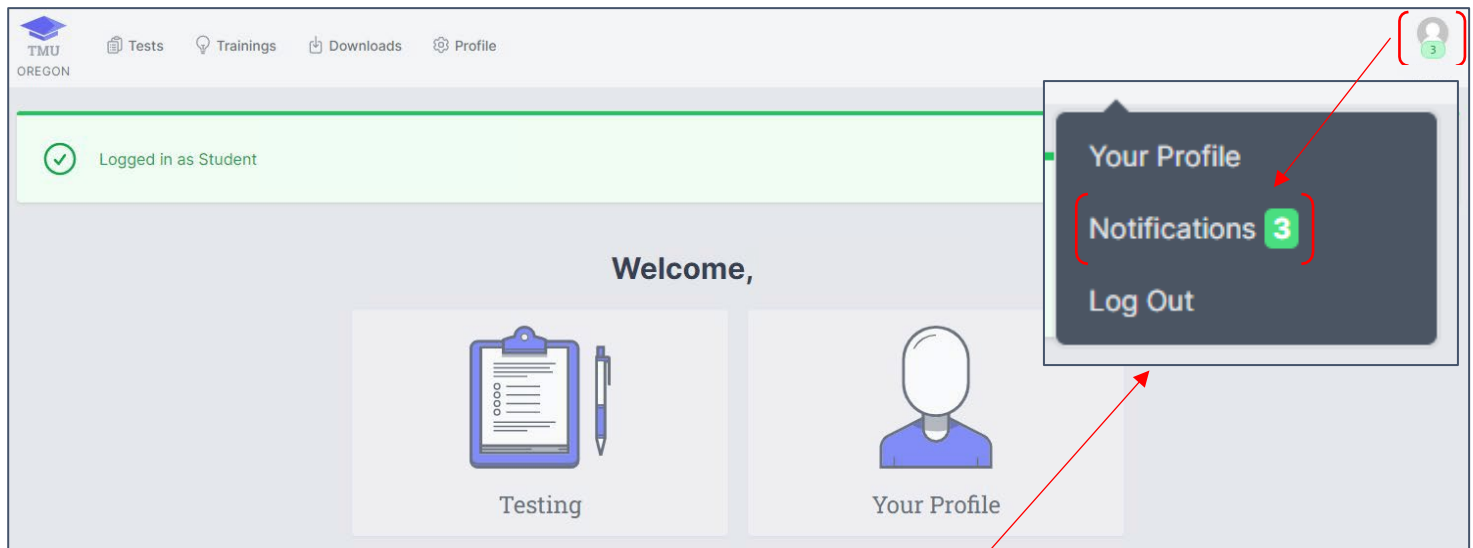 TMU
OREGON
Tests Trainings Downloads Profile
3
Logged in as Student
Your Profile
Notifications 3
Log Out
Welcome,
Testing
Your Profile